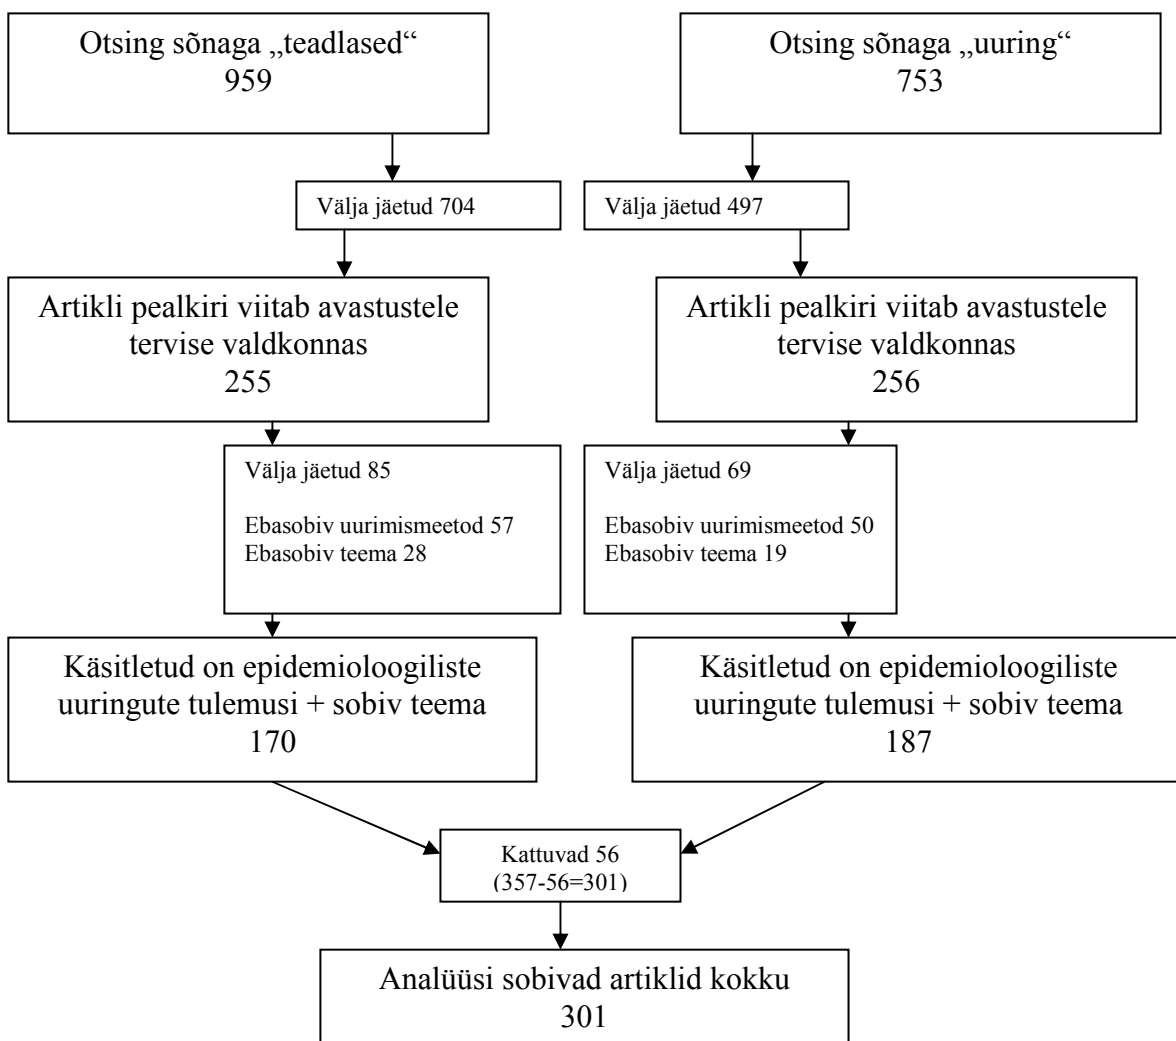 Otsing sõnaga „teadlased“
959
Otsing sõnaga „uuring“
753
Välja jäetud 704
Välja jäetud 497
Artikli pealkiri viitab avastustele
tervise valdkonnas
255
Artikli pealkiri viitab avastustele
tervise valdkonnas
256
Välja jäetud 85
Ebasobiv uurimismeetod 57
Ebasobiv teema 28
Välja jäetud 69
Ebasobiv uurimismeetod 50
Ebasobiv teema 19
Käsitletud on epidemioloogiliste
uuringute tulemusi + sobiv teema
170
Käsitletud on epidemioloogiliste
uuringute tulemusi + sobiv teema
187
Kattuvad 56
(357-56=301)
Analüüsi sobivad artiklid kokku
301